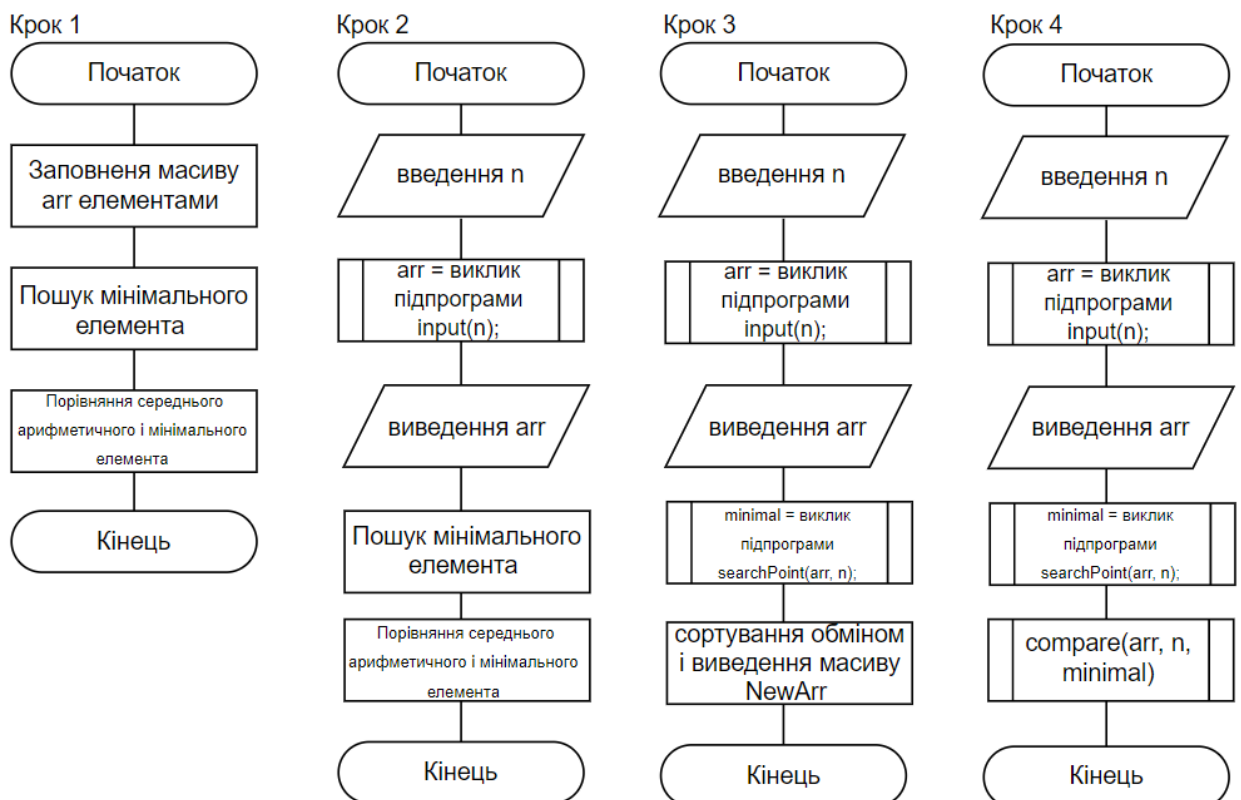 Крок 1
Початок
Заповненя масиву
arr елементами
Пошук мінімального
елемента
Порівняння середнього
арифметичного і мінімального
елемента
Кінець
Крок 2
Початок
введення n
arr = виклик
підпрограми
input(n);
виведення arr
Пошук мінімального
елемента
Порівняння середнього
арифметичного і мінімального
елемента
Кінець
Крок 3
Початок
введення n
arr = виклик
підпрограми
input(n);
виведення arr
minimal = виклик
підпрограми
searchPoint(arr, n);
сортування обміном
і виведення масиву
NewArr
Кінець
Крок 4
Початок
введення n
arr = виклик
підпрограми
input(n);
виведення arr
minimal = виклик
підпрограми
searchPoint(arr, n);
compare(arr, n,
minimal)
Кінець